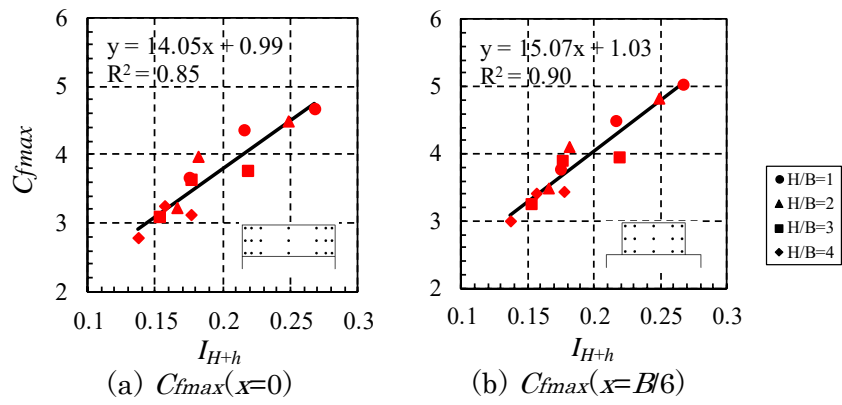 6
5
4
3
2
Cfmax
y = 14.05x + 0.99
R² = 0.85
0.1 0.15 0.2 0.25 0.3
I_{H+h}
(a) Cfmax(x=0)
6
5
4
3
2
y = 15.07x + 1.03
R² = 0.90
0.1 0.15 0.2 0.25 0.3
I_{H+h}
(b) Cfmax(x=B/6)
H/B=1
H/B=2
H/B=3
H/B=4